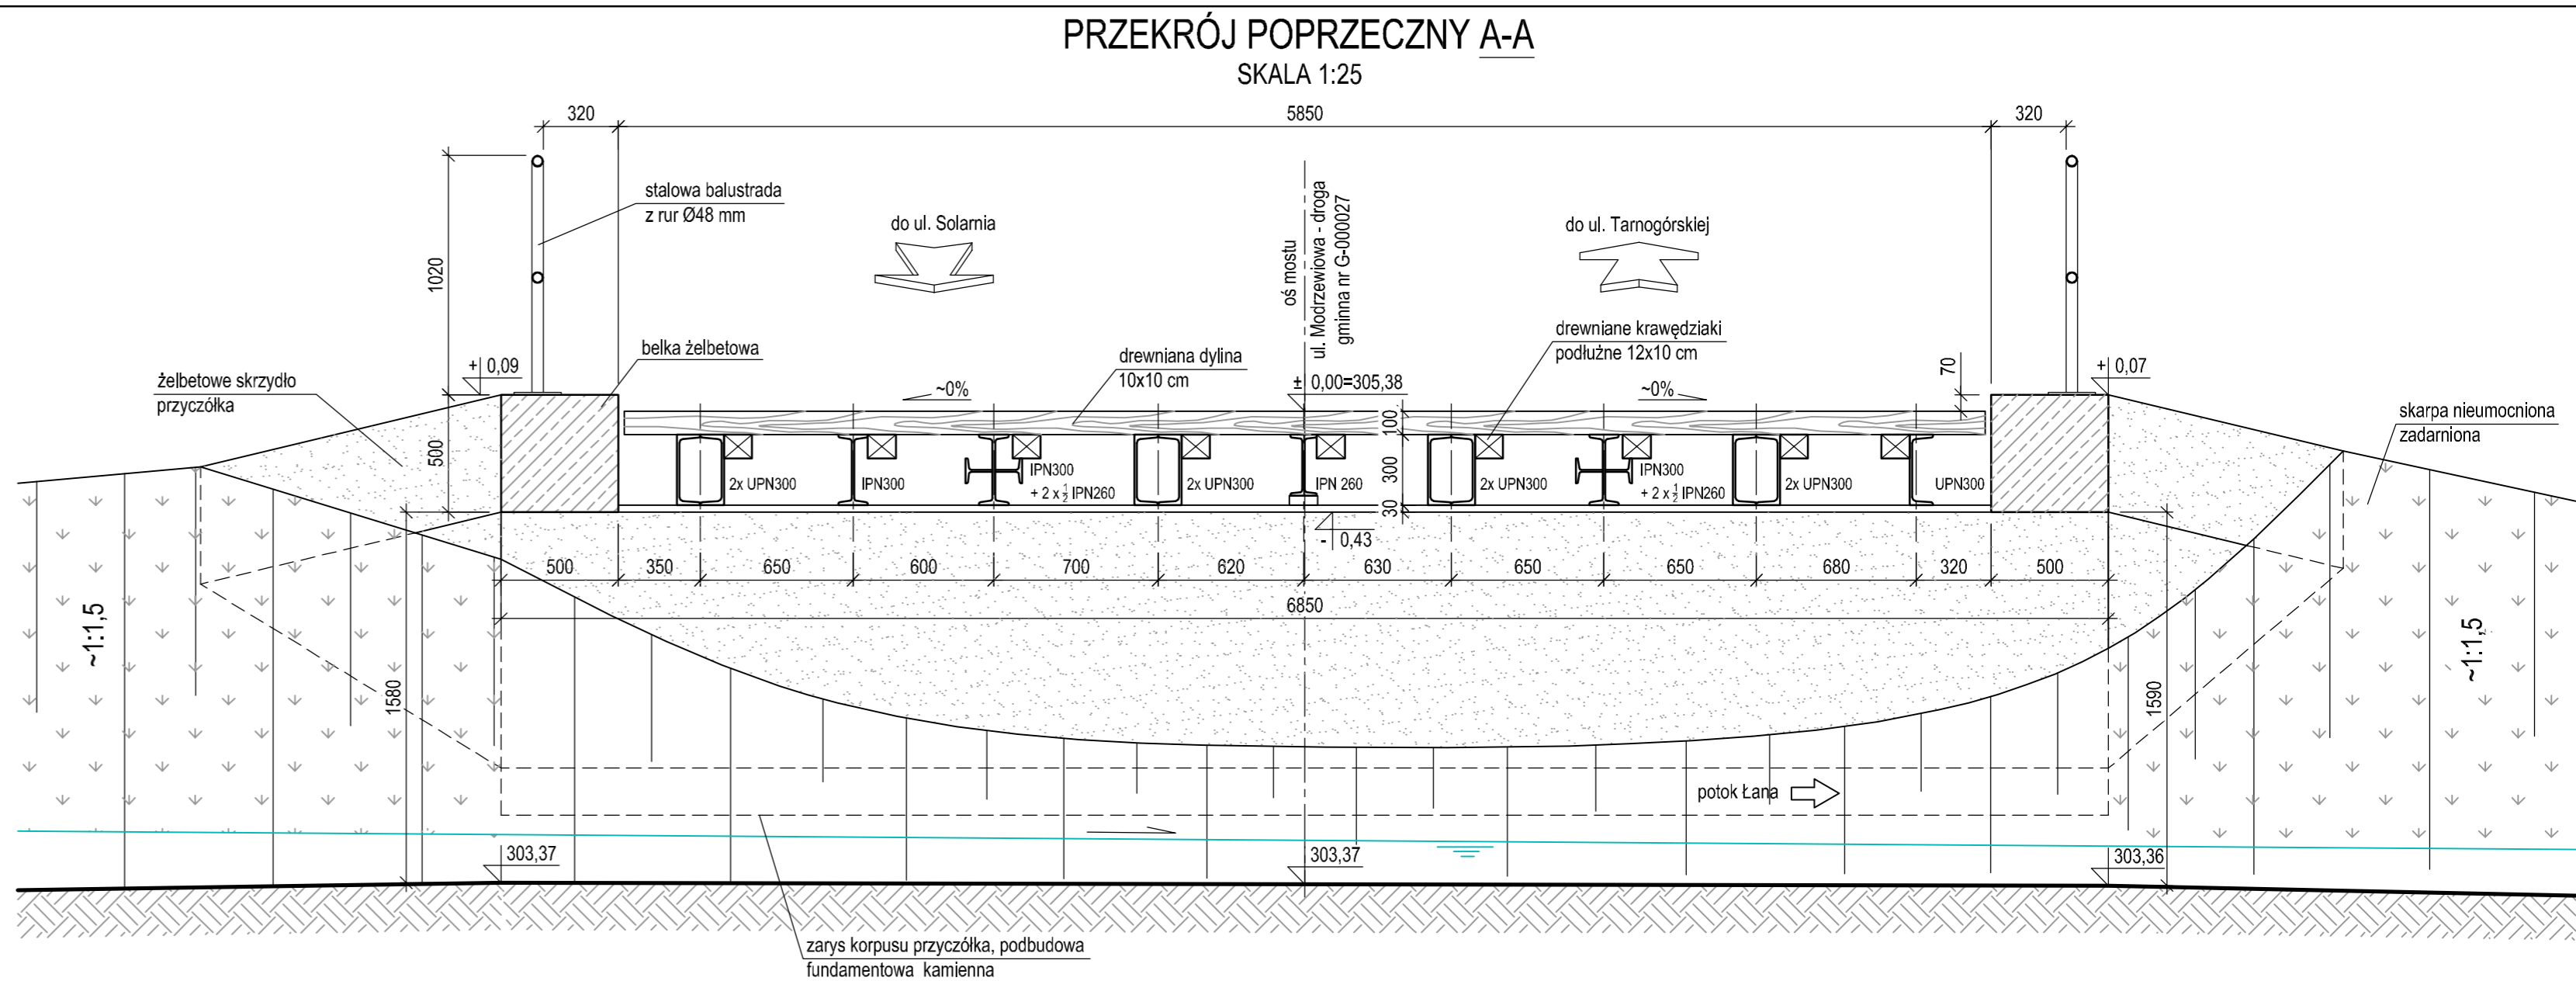 PRZEKRÓJ POPRZECZNY A-A
SKALA 1:25
320
5850
320
stalowa balustrada
z rur Ø48 mm
1020
do ul. Solarnia
oś mostu
ul. Modrzewiowa - droga
gminna nr G-000027
do ul. Tarnogórskiej
belka żelbetowa
drewniana dylina
10x10 cm
drewniane krawędziaki
podłużne 12x10 cm
żelbetowe skrzydło
przyczółka
+ 0,09
~0%
± 0,00=305,38
~0%
70
+ 0,07
skarpa nieumocniona
zadarniona
500
100
300
30
2x UPN300
IPN300
IPN300
+ 2 x ½ IPN260
2x UPN300
IPN 260
2x UPN300
IPN300
+ 2 x ½ IPN260
2x UPN300
UPN300
- 0,43
500
350
650
600
700
620
630
650
650
680
320
500
6850
~1:1,5
~1:1,5
1580
1590
potok Łana
303,37
303,37
303,36
zarys korpusu przyczółka, podbudowa
fundamentowa kamienna